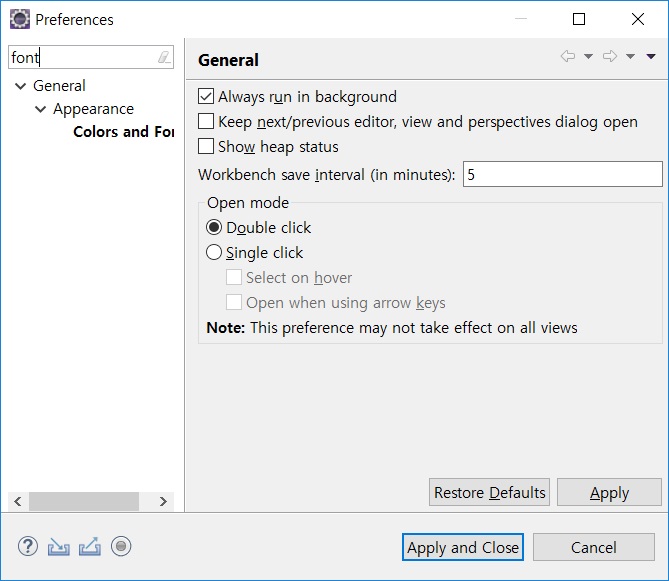 Preferences
font
General
Appearance
Colors and For
General
Always run in background
Keep next/previous editor, view and perspectives dialog open
Show heap status
Workbench save interval (in minutes): 5
Open mode
Double click
Single click
Select on hover
Open when using arrow keys
Note: This preference may not take effect on all views
Restore Defaults
Apply
Apply and Close
Cancel